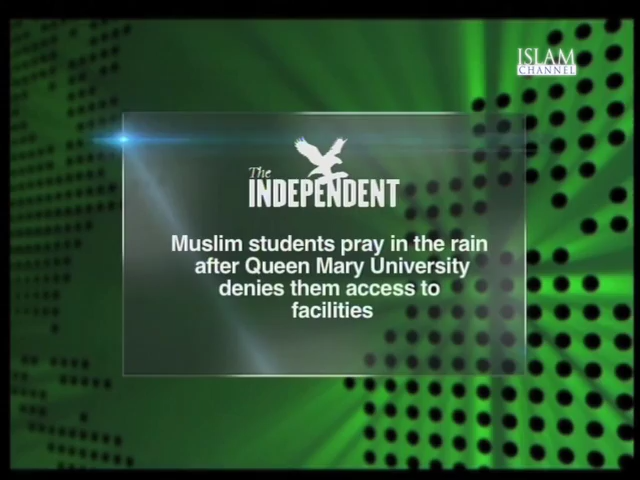 ISLAM
CHANNEL
The
INDEPENDENT
Muslim students pray in the rain
after Queen Mary University
denies them access to
facilities